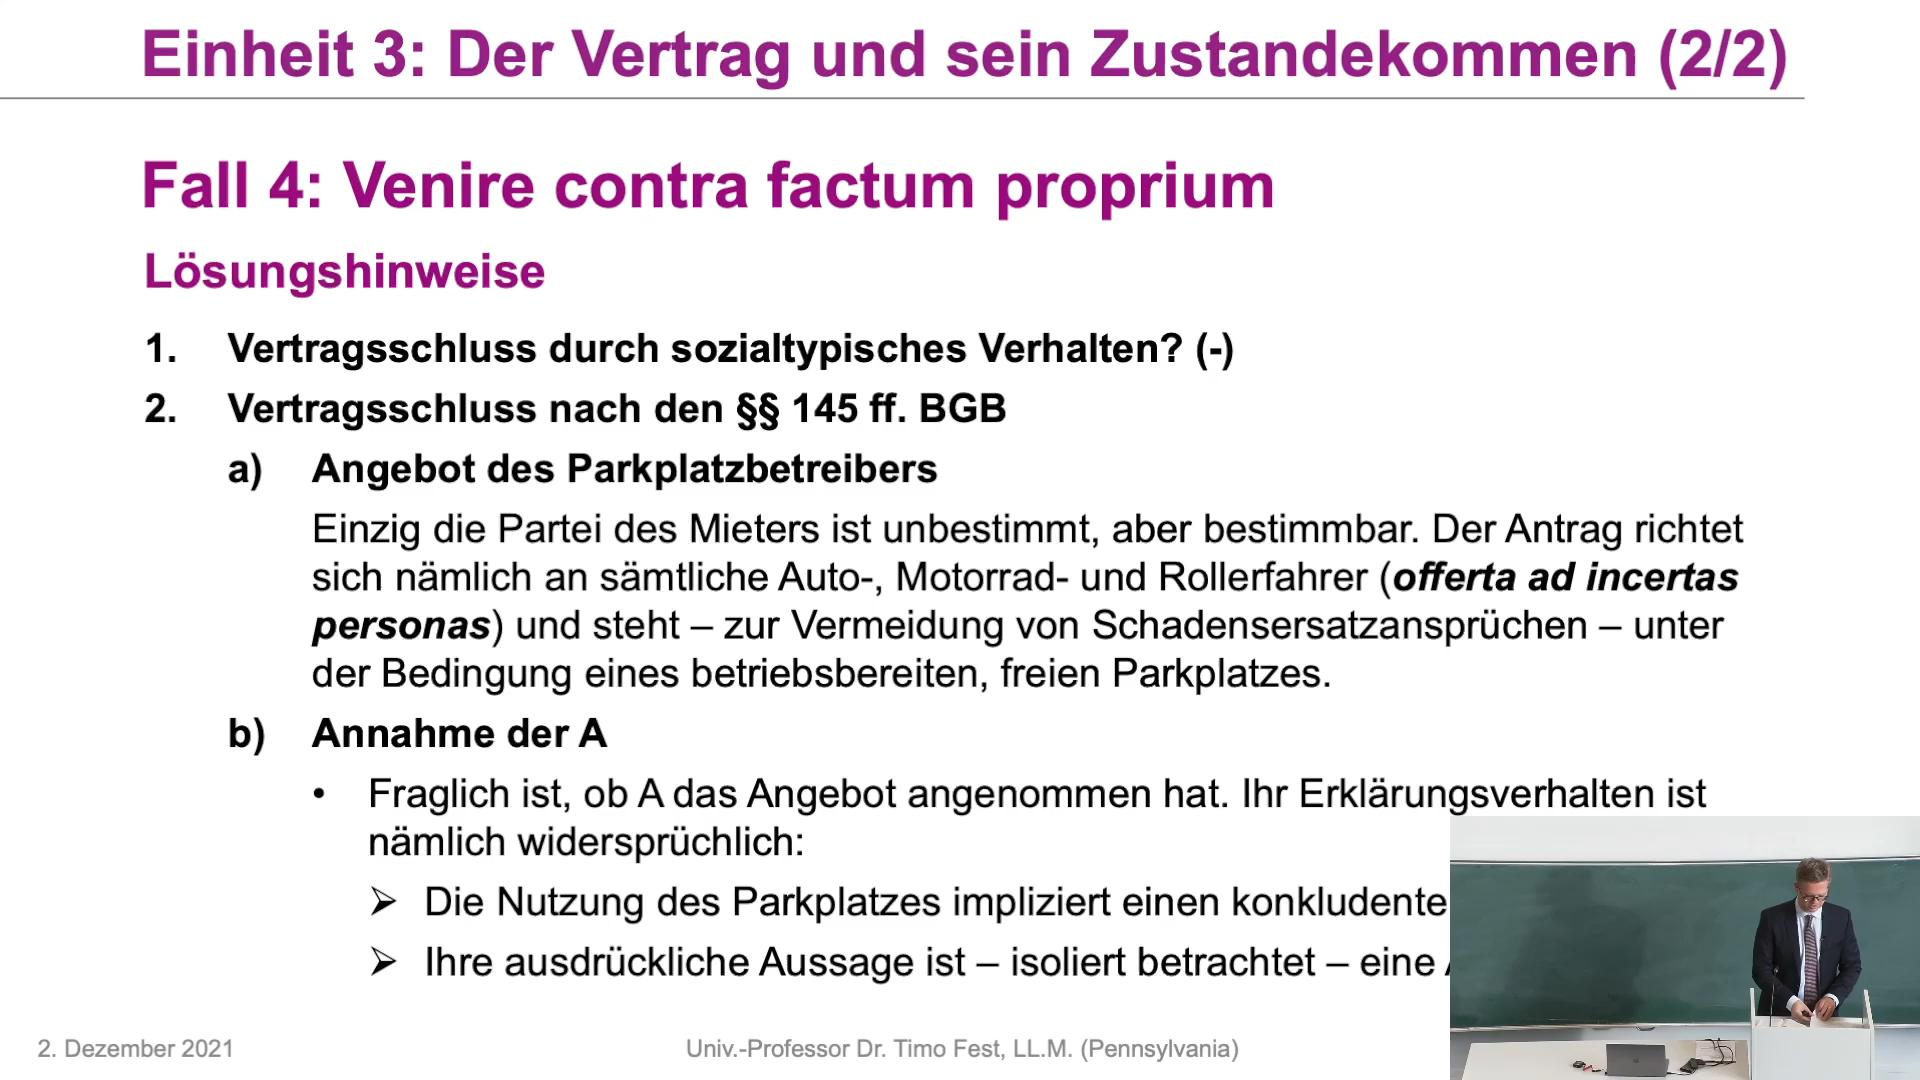 Einheit 3: Der Vertrag und sein Zustandekommen (2/2)
Fall 4: Venire contra factum proprium
Lösungshinweise
1. Vertragsschluss durch sozialtypisches Verhalten? (-)
2. Vertragsschluss nach den §§ 145 ff. BGB
a) Angebot des Parkplatzbetreibers
Einzig die Partei des Mieters ist unbestimmt, aber bestimmbar. Der Antrag richtet
sich nämlich an sämtliche Auto-, Motorrad- und Rollerfahrer (offerta ad incertas
personas) und steht – zur Vermeidung von Schadensersatzansprüchen – unter
der Bedingung eines betriebsbereiten, freien Parkplatzes.
b) Annahme der A
• Fraglich ist, ob A das Angebot angenommen hat. Ihr Erklärungsverhalten ist
nämlich widersprüchlich:
➢ Die Nutzung des Parkplatzes impliziert einen konkludente
➢ Ihre ausdrückliche Aussage ist – isoliert betrachtet – eine
2. Dezember 2021
Univ.-Professor Dr. Timo Fest, LL.M. (Pennsylvania)